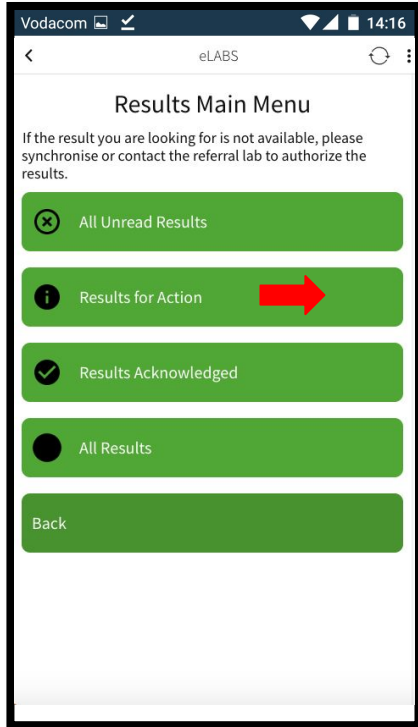 Vodacom 14:16
eLABS
Results Main Menu
If the result you are looking for is not available, please
synchronise or contact the referral lab to authorize the
results.
All Unread Results
Results for Action
Results Acknowledged
All Results
Back